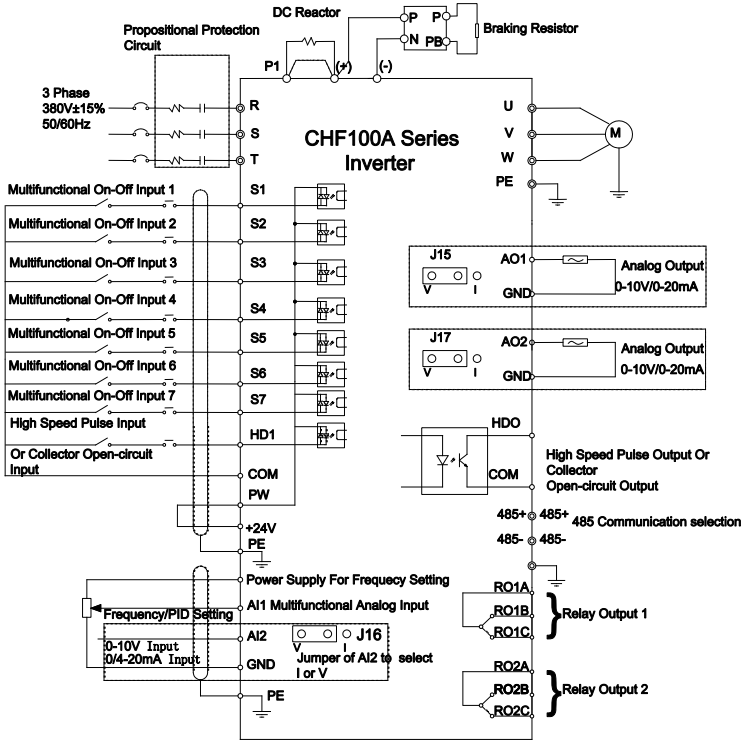 DC Reactor
P P
N PB
Braking Resistor
Propositional Protection
Circuit
P1 (+) (-)
3 Phase
380V±15%
50/60Hz
R
S
T
CHF100A Series
Inverter
U
V
W
PE
M
Multifunctional On-Off Input 1
S1
Multifunctional On-Off Input 2
S2
Multifunctional On-Off Input 3
S3
Multifunctional On-Off Input 4
S4
Multifunctional On-Off Input 5
S5
Multifunctional On-Off Input 6
S6
Multifunctional On-Off Input 7
S7
High Speed Pulse Input
HD1
Or Collector Open-circuit
Input
COM
PW
+24V
PE
J15
V I
AO1
GND
Analog Output
0-10V/0-20mA
J17
V I
AO2
GND
Analog Output
0-10V/0-20mA
HDO
COM
High Speed Pulse Output Or
Collector
Open-circuit Output
485+ 485+
485- 485-
485 Communication selection
Power Supply For Frequecy Setting
AI1 Multifunctional Analog Input
Frequency/PID Setting
AI2
J16
V I
0-10V Input
0/4-20mA Input
GND
Jumper of AI2 to select
I or V
PE
RO1A
RO1B
RO1C
Relay Output 1
RO2A
RO2B
RO2C
Relay Output 2